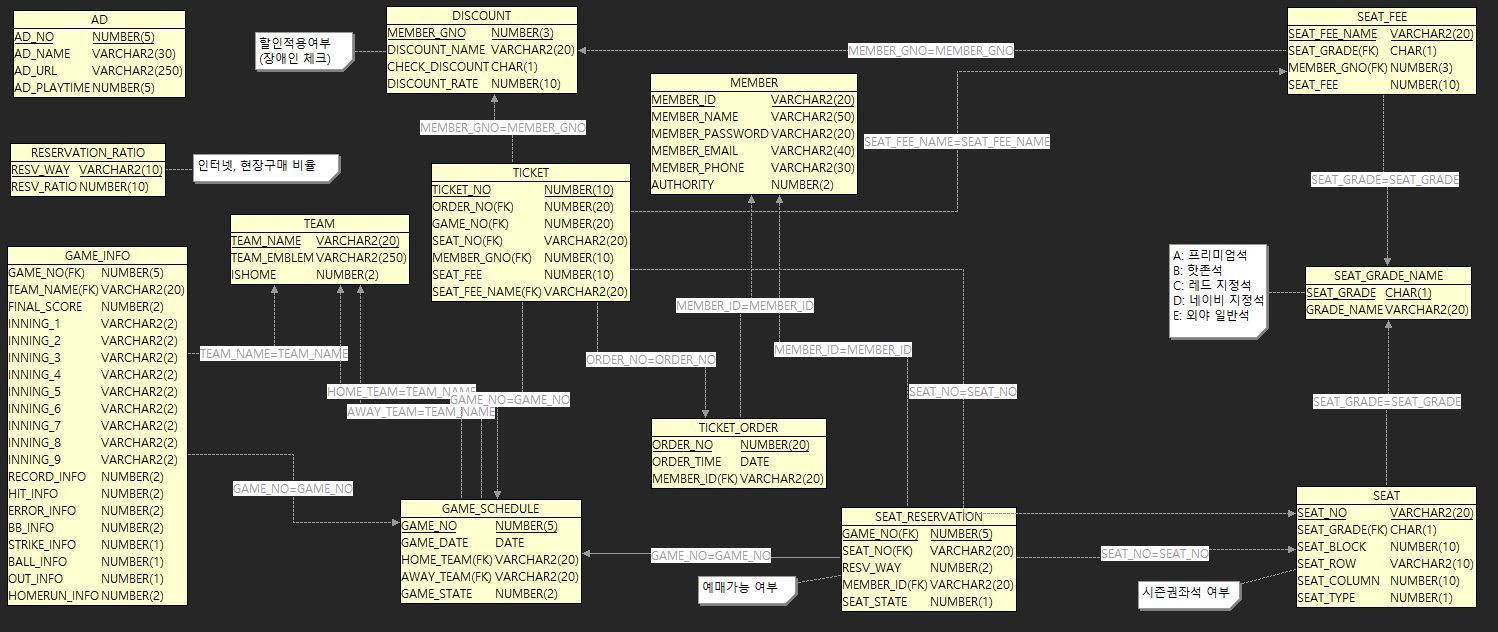 AD
AD_NO NUMBER(5)
AD_NAME VARCHAR2(30)
AD_URL VARCHAR2(250)
AD_PLAYTIME NUMBER(5)
할인적용여부
(장애인 체크)
DISCOUNT
MEMBER_GNO NUMBER(3)
DISCOUNT_NAME VARCHAR2(20)
CHECK_DISCOUNT CHAR(1)
DISCOUNT_RATE NUMBER(10)
MEMBER_GNO=MEMBER_GNO
SEAT_FEE
SEAT_FEE_NAME VARCHAR2(20)
SEAT_GRADE(FK) CHAR(1)
MEMBER_GNO(FK) NUMBER(3)
SEAT_FEE NUMBER(10)
MEMBER
MEMBER_ID VARCHAR2(20)
MEMBER_NAME VARCHAR2(50)
MEMBER_PASSWORD VARCHAR2(20)
MEMBER_EMAIL VARCHAR2(40)
MEMBER_PHONE VARCHAR2(30)
AUTHORITY NUMBER(2)
MEMBER_GNO=MEMBER_GNO
SEAT_FEE_NAME=SEAT_FEE_NAME
RESERVATION_RATIO
RESV_WAY VARCHAR2(10)
RESV_RATIO NUMBER(10)
인터넷, 현장구매 비율
TICKET
TICKET_NO NUMBER(10)
ORDER_NO(FK) NUMBER(20)
GAME_NO(FK) NUMBER(20)
SEAT_NO(FK) VARCHAR2(20)
MEMBER_GNO(FK) NUMBER(10)
SEAT_FEE NUMBER(10)
SEAT_FEE_NAME(FK) VARCHAR2(20)
SEAT_GRADE=SEAT_GRADE
TEAM
TEAM_NAME VARCHAR2(20)
TEAM_EMBLEM VARCHAR2(250)
ISHOME NUMBER(2)
GAME_INFO
GAME_NO(FK) NUMBER(5)
TEAM_NAME(FK) VARCHAR2(20)
FINAL_SCORE NUMBER(2)
INNING_1 VARCHAR2(2)
INNING_2 VARCHAR2(2)
INNING_3 VARCHAR2(2)
INNING_4 VARCHAR2(2)
INNING_5 VARCHAR2(2)
INNING_6 VARCHAR2(2)
INNING_7 VARCHAR2(2)
INNING_8 VARCHAR2(2)
INNING_9 VARCHAR2(2)
RECORD_INFO NUMBER(2)
HIT_INFO NUMBER(2)
ERROR_INFO NUMBER(2)
BB_INFO NUMBER(2)
STRIKE_INFO NUMBER(1)
BALL_INFO NUMBER(1)
OUT_INFO NUMBER(1)
HOMERUN_INFO NUMBER(2)
A: 프리미엄석
B: 핫존석
C: 레드 지정석
D: 네이비 지정석
E: 외야 일반석
SEAT_GRADE_NAME
SEAT_GRADE CHAR(1)
GRADE_NAME VARCHAR2(20)
MEMBER_ID=MEMBER_ID
MEMBER_ID=MEMBER_ID
TEAM_NAME=TEAM_NAME
ORDER_NO=ORDER_NO
HOME_TEAM=TEAM_NAME
GAME_NO=GAME_NO
AWAY_TEAM=TEAM_NAME
SEAT_NO=SEAT_NO
SEAT_GRADE=SEAT_GRADE
TICKET_ORDER
ORDER_NO NUMBER(20)
ORDER_TIME DATE
MEMBER_ID(FK) VARCHAR2(20)
GAME_NO=GAME_NO
GAME_SCHEDULE
GAME_NO NUMBER(5)
GAME_DATE DATE
HOME_TEAM(FK) VARCHAR2(20)
AWAY_TEAM(FK) VARCHAR2(20)
GAME_STATE NUMBER(2)
GAME_NO=GAME_NO
예매가능 여부
SEAT_RESERVATION
GAME_NO(FK) NUMBER(5)
SEAT_NO(FK) VARCHAR2(20)
RESV_WAY NUMBER(2)
MEMBER_ID(FK) VARCHAR2(20)
SEAT_STATE NUMBER(1)
SEAT_NO=SEAT_NO
시즌권좌석 여부
SEAT
SEAT_NO VARCHAR2(20)
SEAT_GRADE(FK) CHAR(1)
SEAT_BLOCK NUMBER(10)
SEAT_ROW VARCHAR2(10)
SEAT_COLUMN NUMBER(10)
SEAT_TYPE NUMBER(1)